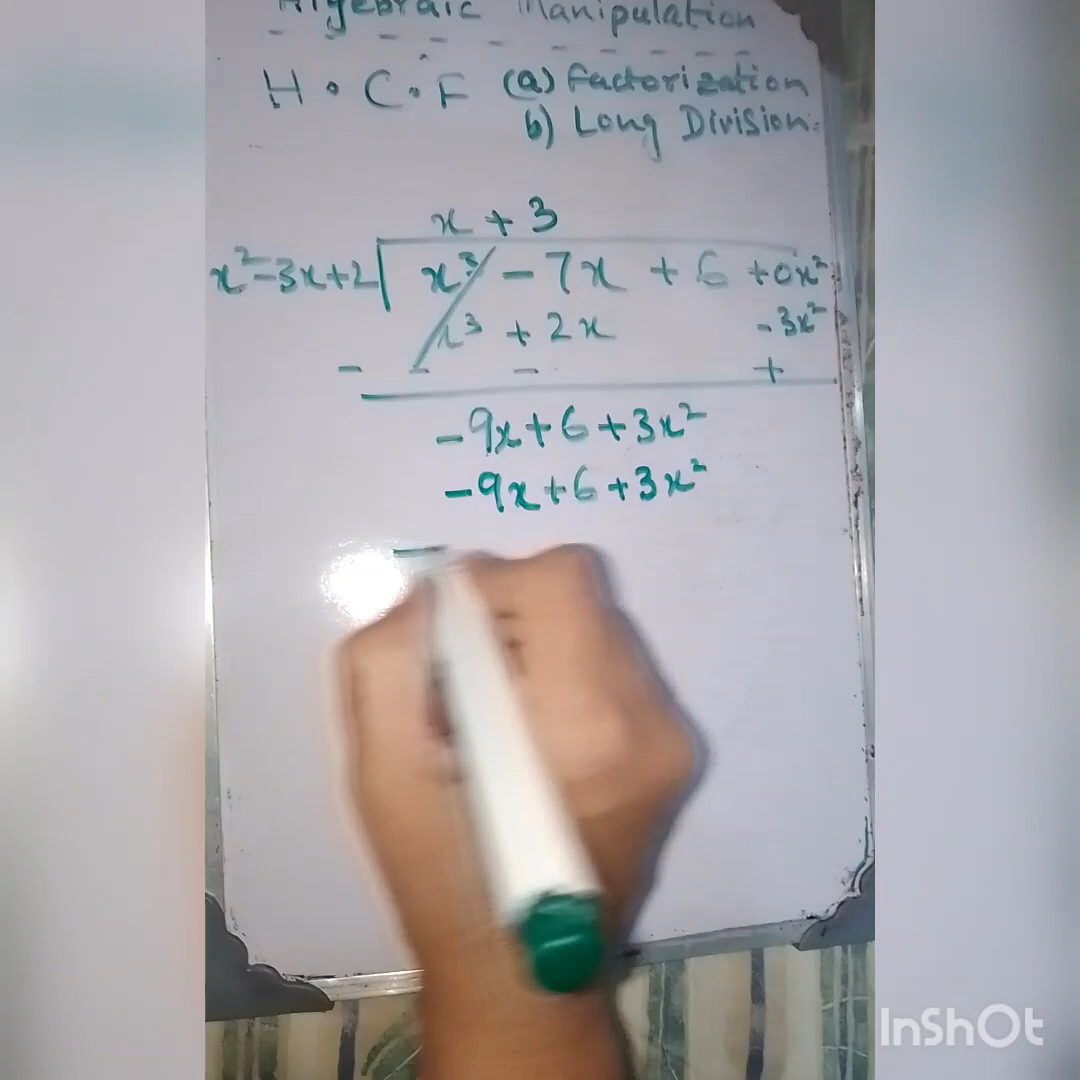 Algebraic Manipulation
H.C.F (a) Factorization
b) Long Division.
x + 3
x²-3x+2 x³ - 7x + 6 + 0x²
x³ + 2x - 3x²
- - - +
-9x+6+3x²
-9x+6+3x²
-
InShOt